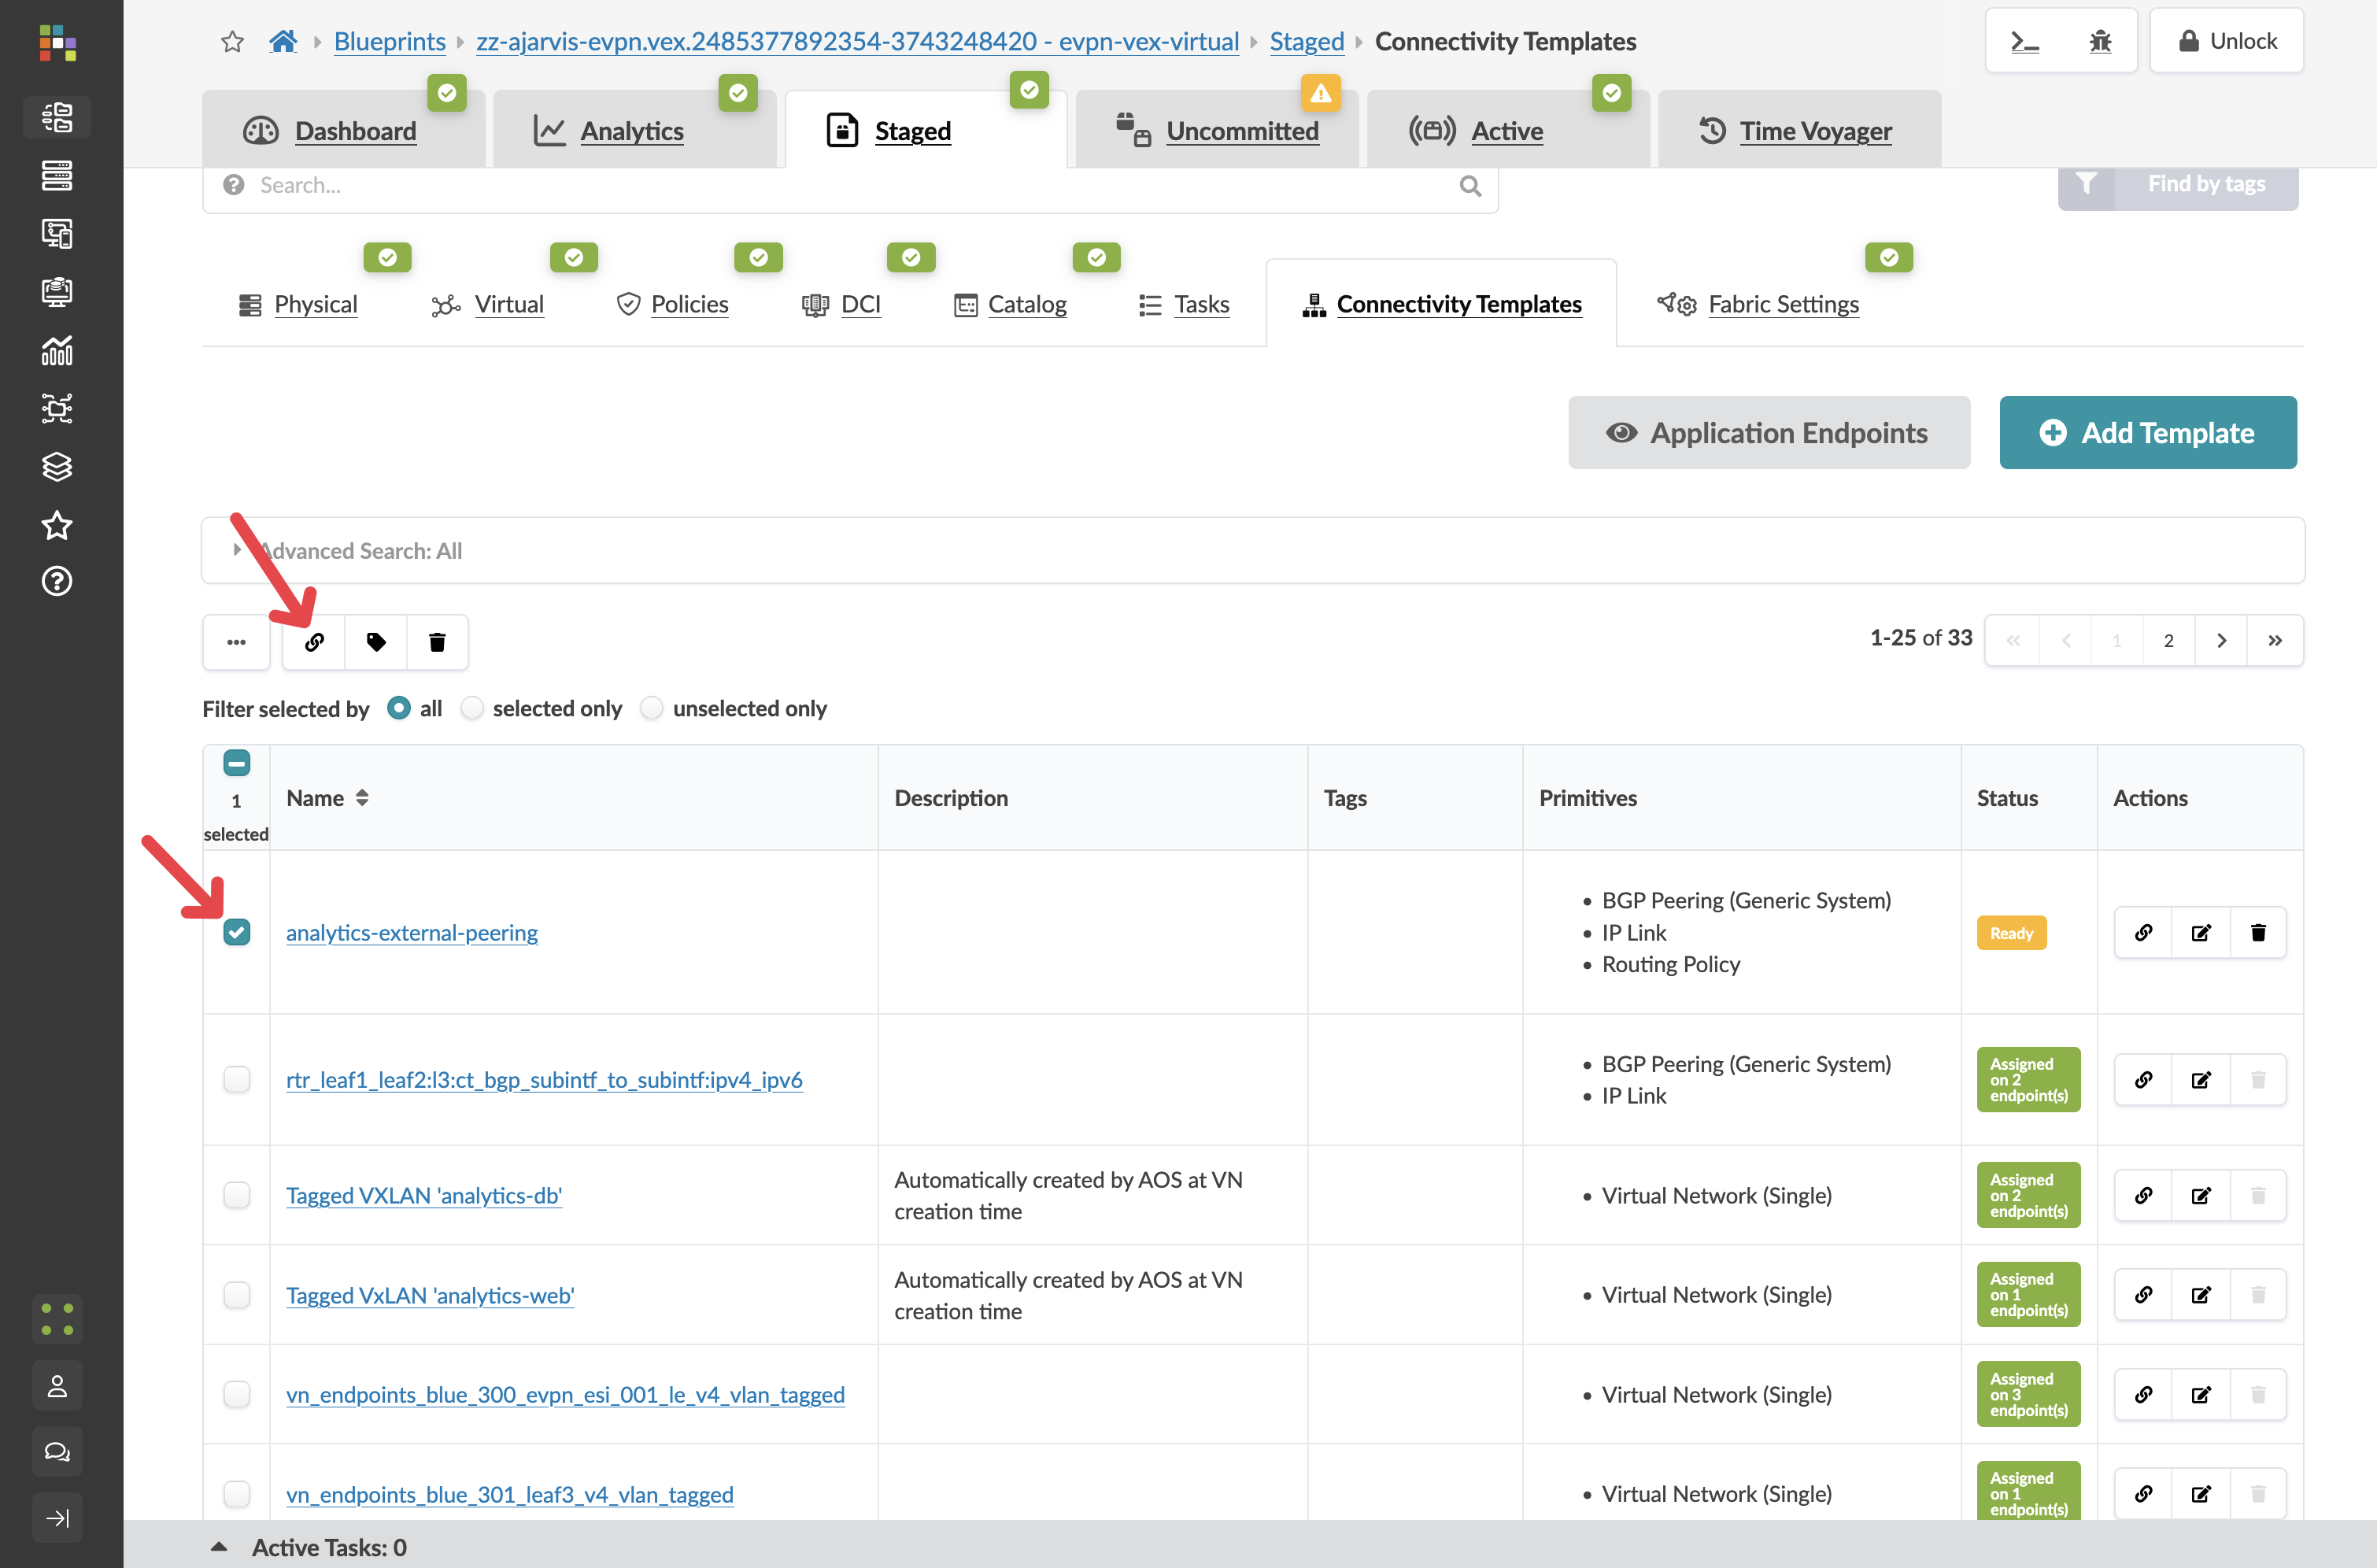 Blueprints zz-ajarvis-evpn.vex.2485377892354-3743248420 - evpn-vex-virtual Staged Connectivity Templates
Unlock
Dashboard Analytics Staged Uncommitted Active Time Voyager
Search...
Find by tags
Physical Virtual Policies DCI Catalog Tasks Connectivity Templates Fabric Settings
Application Endpoints
Add Template
Advanced Search: All
1-25 of 33
1 2
Filter selected by all selected only unselected only
1
selected
Name Description Tags Primitives Status Actions
analytics-external-peering
• BGP Peering (Generic System)
• IP Link
• Routing Policy
Ready
rtr_leaf1_leaf2:l3:ct_bgp_subintf_to_subintf:ipv4_ipv6
• BGP Peering (Generic System)
• IP Link
Assigned
on 2
endpoint(s)
Tagged VXLAN 'analytics-db'
Automatically created by AOS at VN
creation time
• Virtual Network (Single)
Assigned
on 2
endpoint(s)
Tagged VxLAN 'analytics-web'
Automatically created by AOS at VN
creation time
• Virtual Network (Single)
Assigned
on 1
endpoint(s)
vn_endpoints_blue_300_evpn_esi_001_le_v4_vlan_tagged
• Virtual Network (Single)
Assigned
on 3
endpoint(s)
vn_endpoints_blue_301_leaf3_v4_vlan_tagged
• Virtual Network (Single)
Assigned
on 1
endpoint(s)
Active Tasks: 0